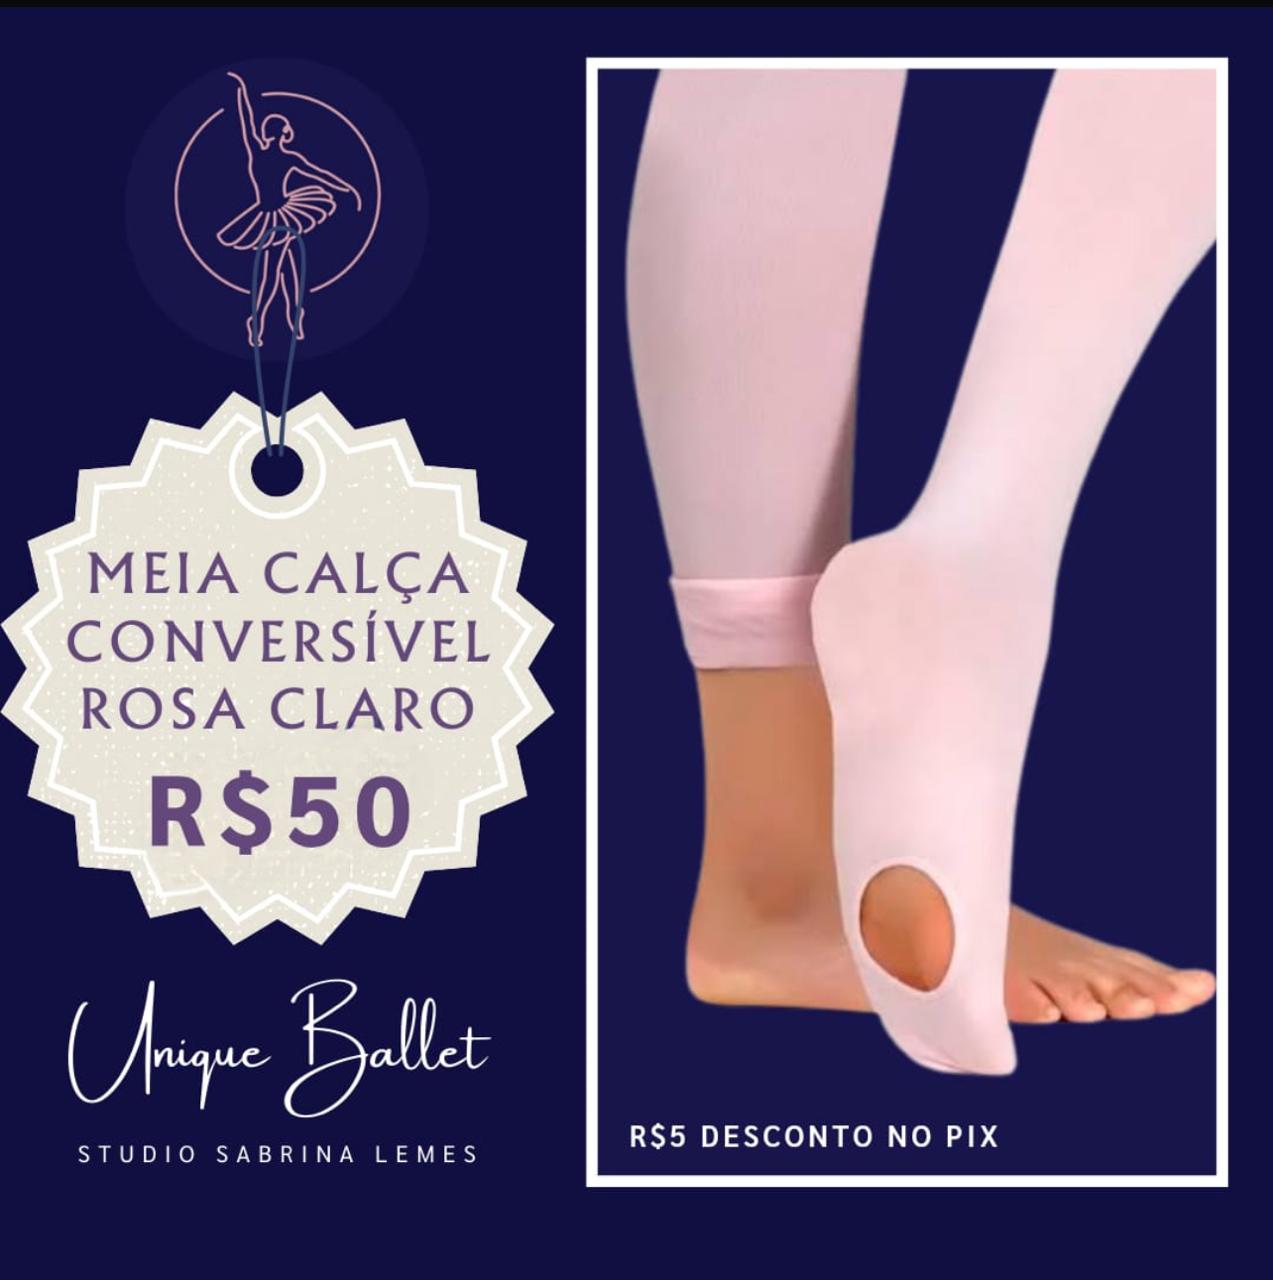 MEIA CALÇA
CONVERSÍVEL
ROSA CLARO
R$50
Unique Ballet
STUDIO SABRINA LEMES
R$5 DESCONTO NO PIX